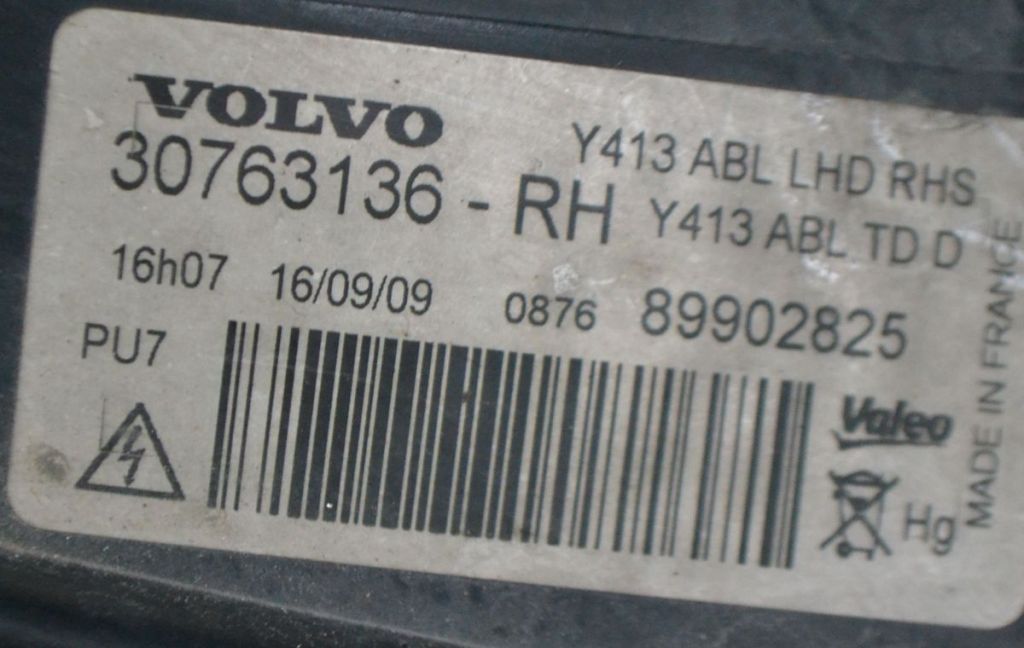 VOLVO
Y413 ABL LHD RHS
30763136 - RH
Y413 ABL TD D
16h07 16/09/09 0876 89902825
PU7
Valeo
Hg
MADE IN FRANCE